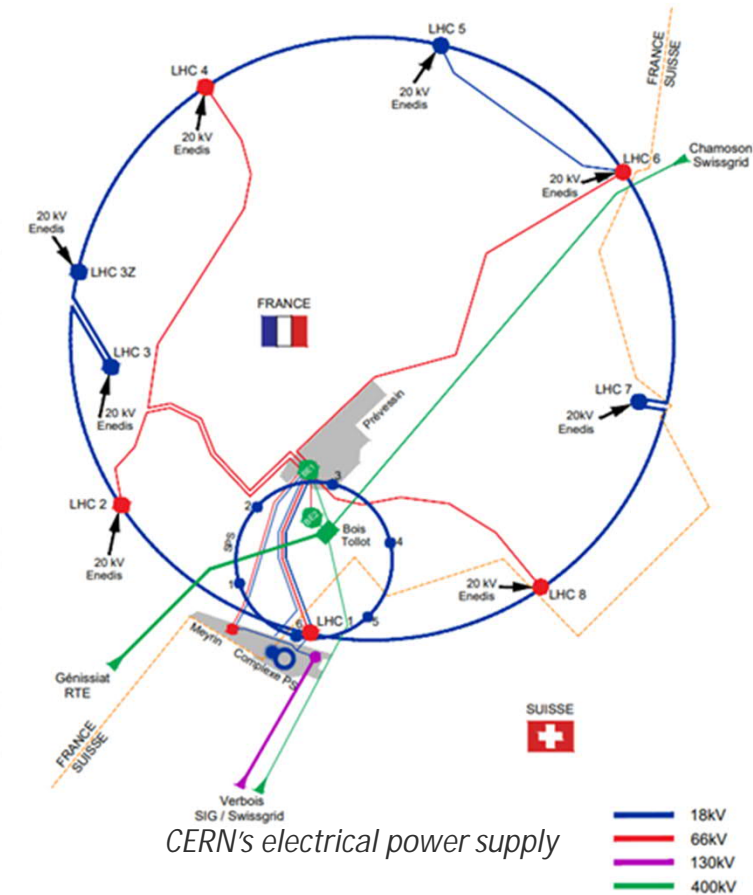 LHC 5
LHC 4
20 kV
Enedis
20 kV
Enedis
FRANCE
SUISSE
Chamoson
Swissgrid
LHC 6
20 kV
Enedis
20 kV
Enedis
LHC 3Z
FRANCE
LHC 3
20 kV
Enedis
LHC 7
20kV
Enedis
Prévessin
BE1
3
LHC 2
2
BE2
Bois
Tollot
4
SPS
20 kV
Enedis
1
20 kV
Enedis
LHC 8
5
6
LHC 1
Meyrin
Complexe PS
Génissiat
RTE
FRANCE
SUISSE
SUISSE
Verbois
SIG / Swissgrid
CERN's electrical power supply
18kV
66kV
130kV
400kV